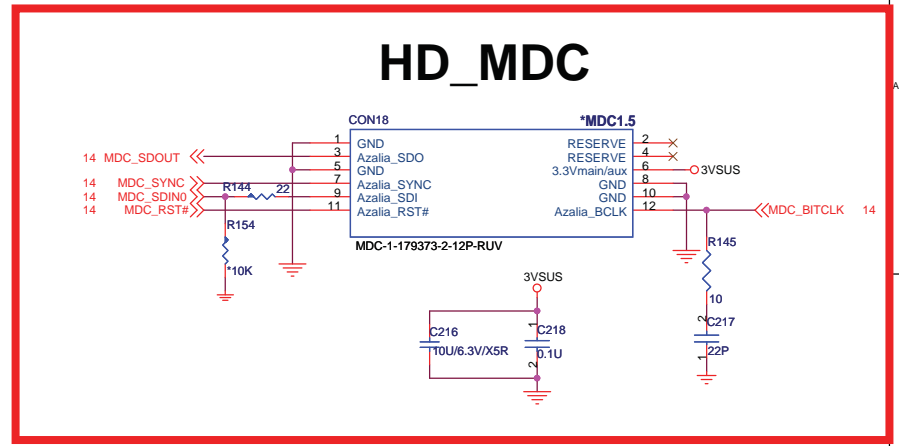 HD_MDC
A
CON18 *MDC1.5
1 GND RESERVE 2
14 MDC_SDOUT 3 Azalia_SDO RESERVE 4
5 GND 3.3Vmain/aux 6 3VSUS
14 MDC_SYNC 7 Azalia_SYNC GND 8
14 MDC_SDIN0 R144 22 9 Azalia_SDI GND 10
14 MDC_RST# 11 Azalia_RST# Azalia_BCLK 12 MDC_BITCLK 14
R154
MDC-1-179373-2-12P-RUV
R145
*10K
3VSUS
10
C216 1 C218 2 C217
10U/6.3V/X5R 0.1U 22P
2 1